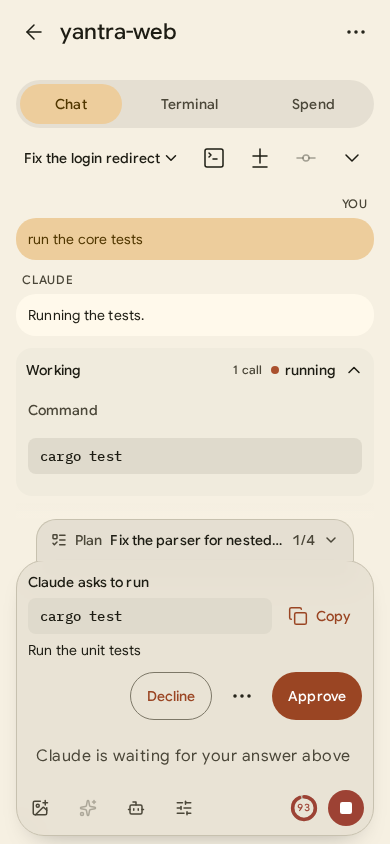 yantra-web
Chat Terminal Spend
Fix the login redirect
YOU
run the core tests
CLAUDE
Running the tests.
Working 1 call running
Command
cargo test
Plan Fix the parser for nested… 1/4
Claude asks to run
cargo test Copy
Run the unit tests
Decline Approve
Claude is waiting for your answer above
93